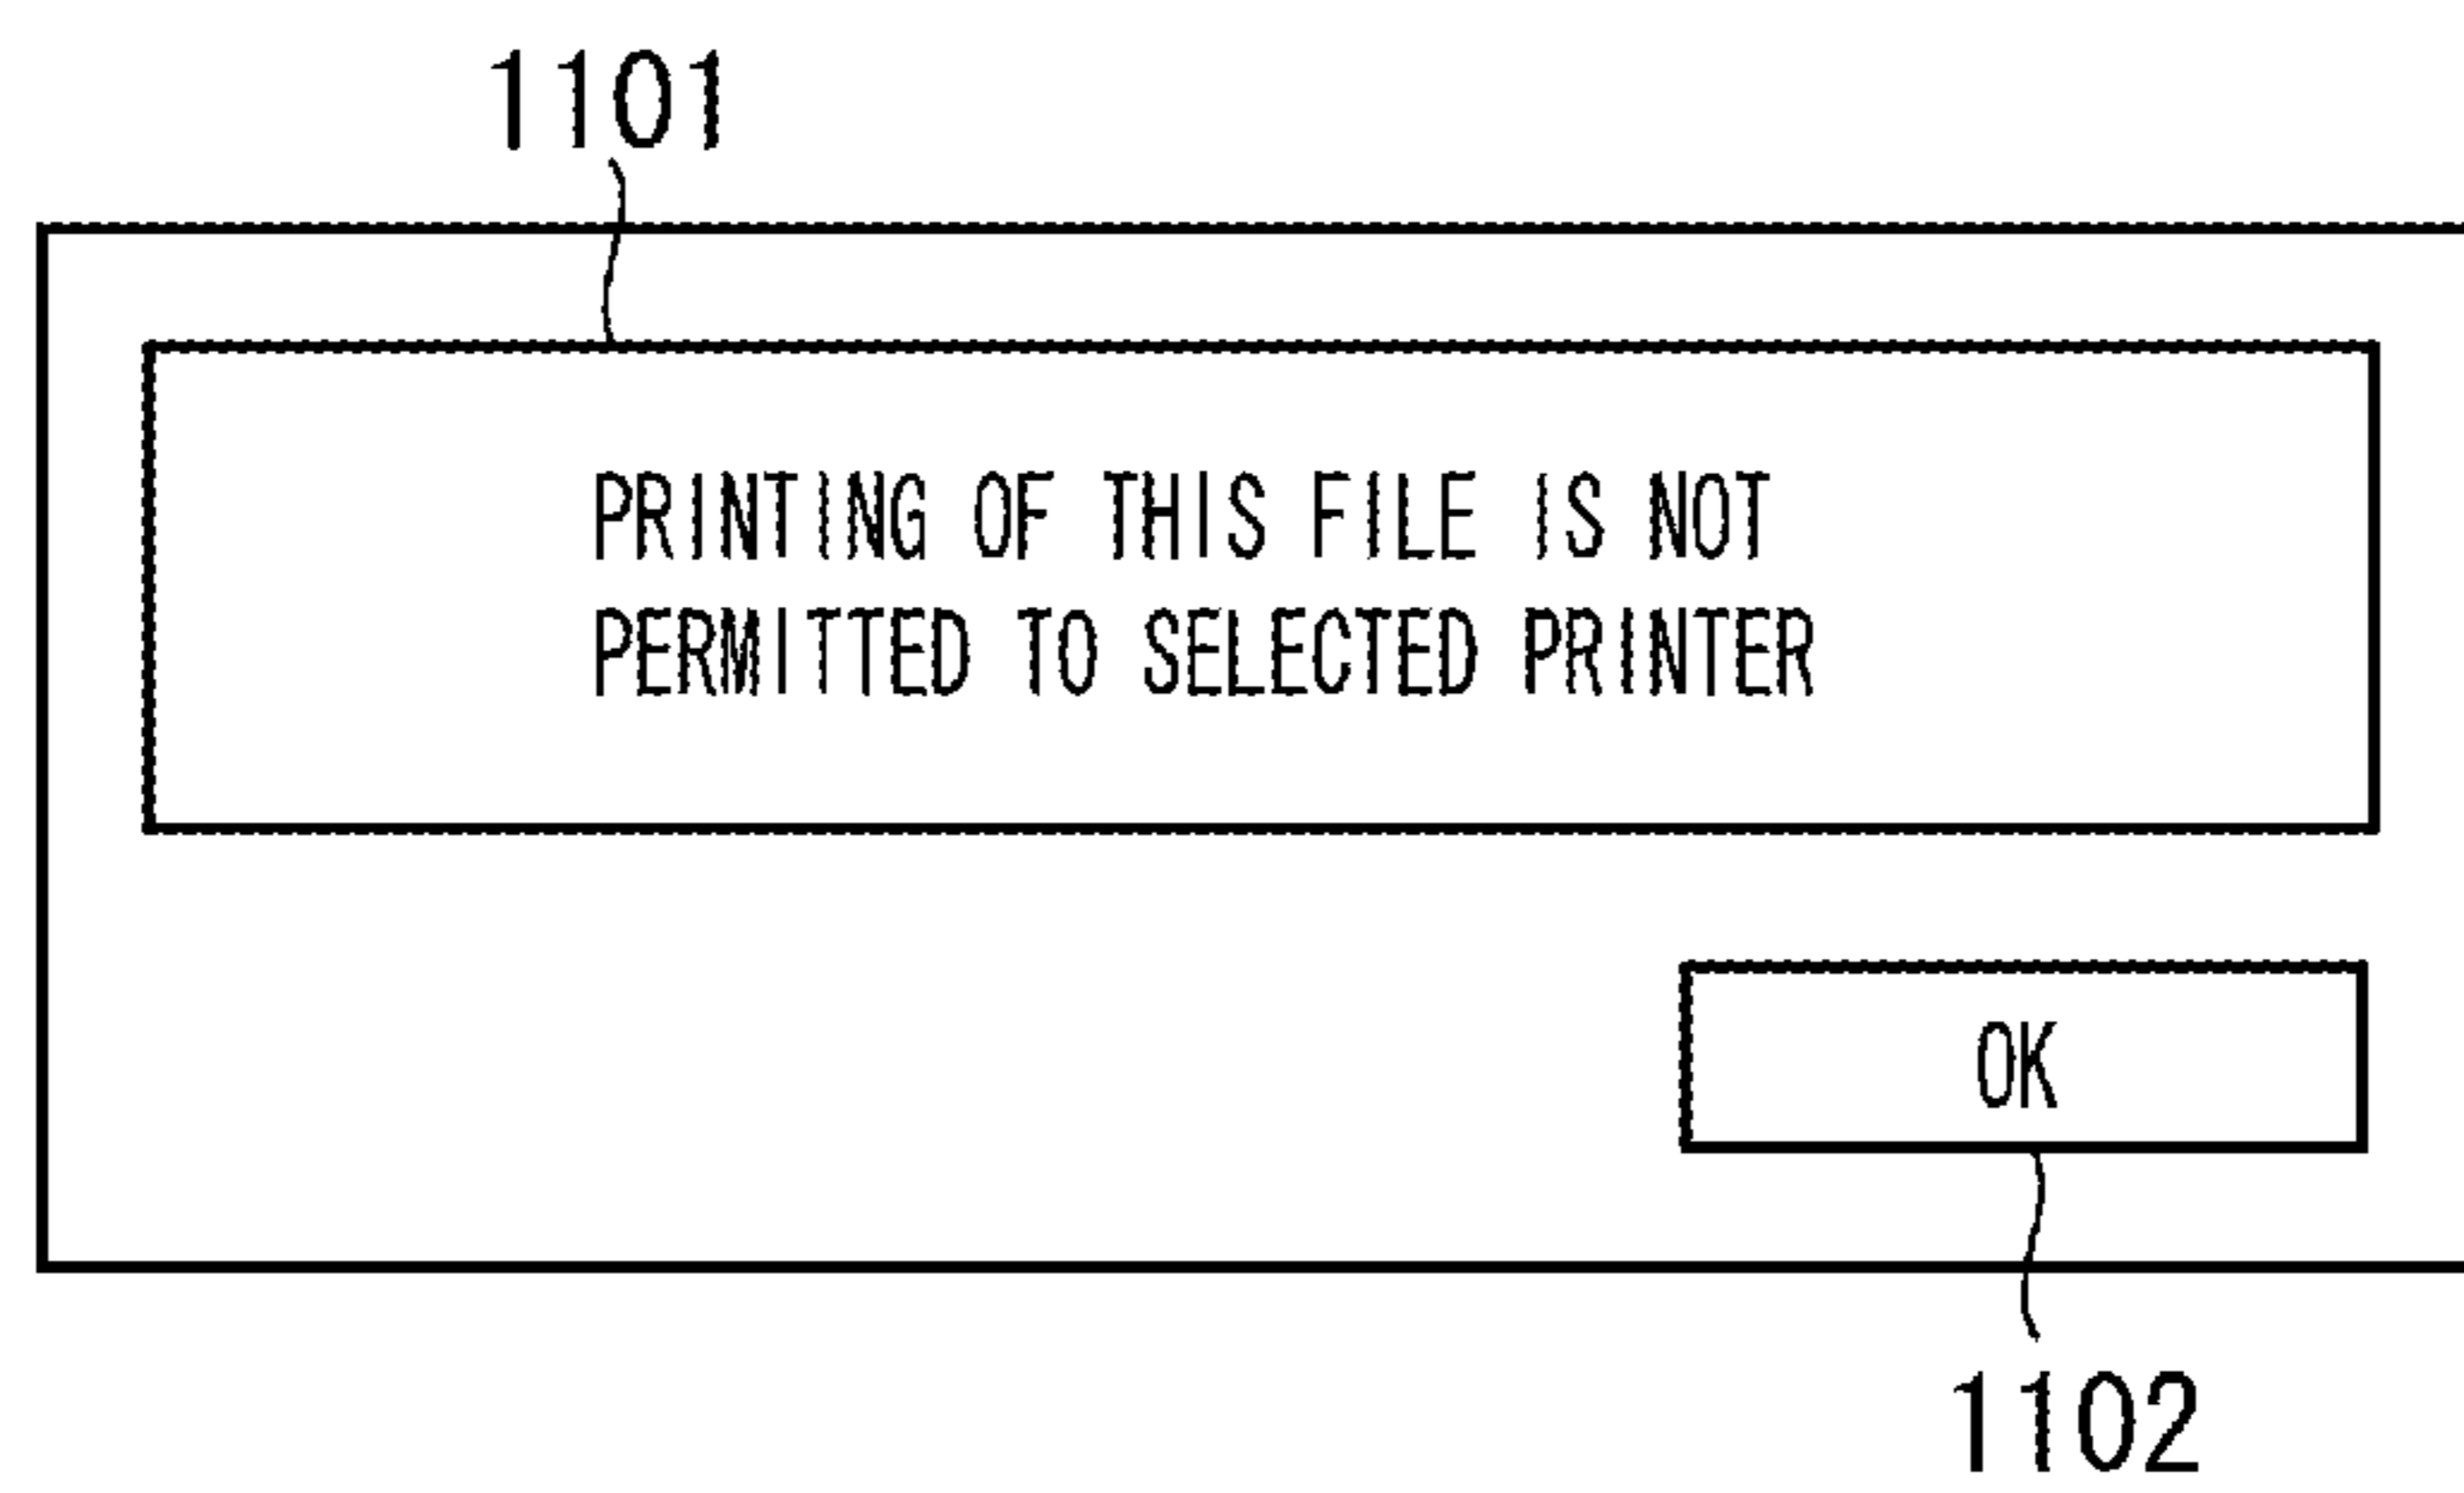 1101
PRINTING OF THIS FILE IS NOT
PERMITTED TO SELECTED PRINTER
OK
1102